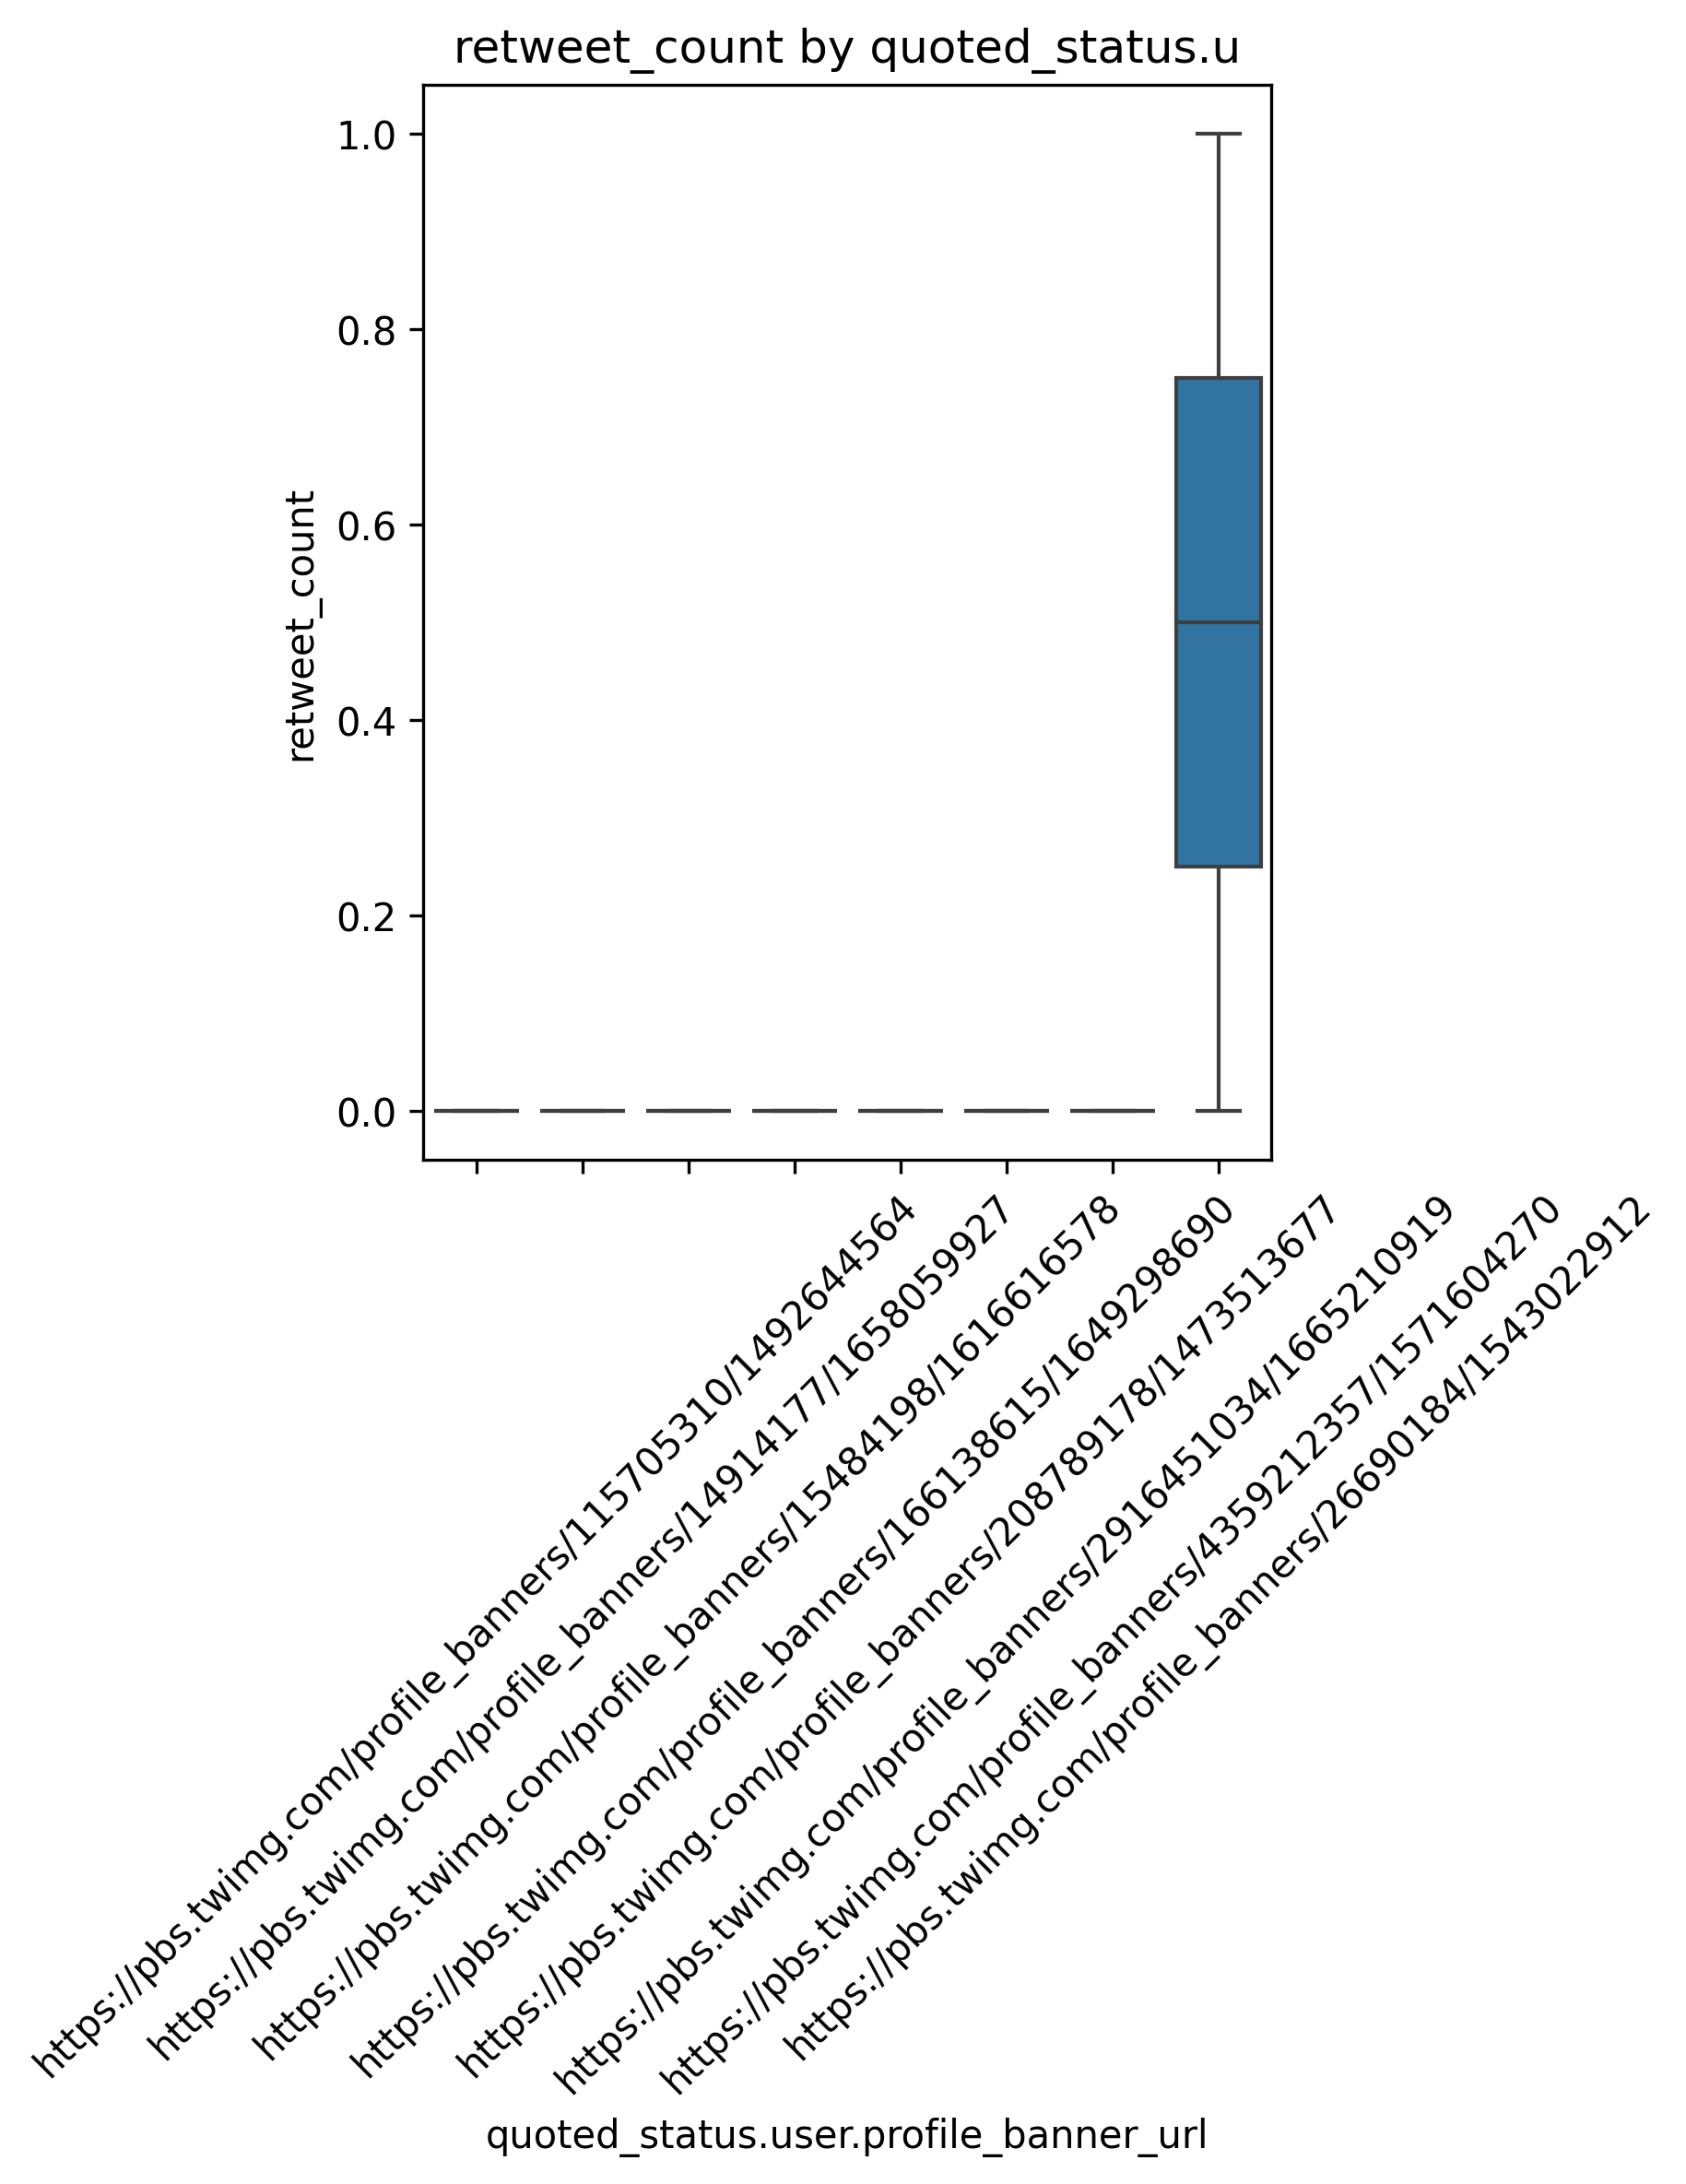 retweet_count by quoted_status.u
retweet_count
1.0
0.8
0.6
0.4
0.2
0.0
https://pbs.twimg.com/profile_banners/115705310/1492644564
https://pbs.twimg.com/profile_banners/14914177/1658059927
https://pbs.twimg.com/profile_banners/15484198/1616616578
https://pbs.twimg.com/profile_banners/166138615/1649298690
https://pbs.twimg.com/profile_banners/208789178/1473513677
https://pbs.twimg.com/profile_banners/2916451034/1665210919
https://pbs.twimg.com/profile_banners/4359212357/1571604270
https://pbs.twimg.com/profile_banners/26690184/1543022912
quoted_status.user.profile_banner_url